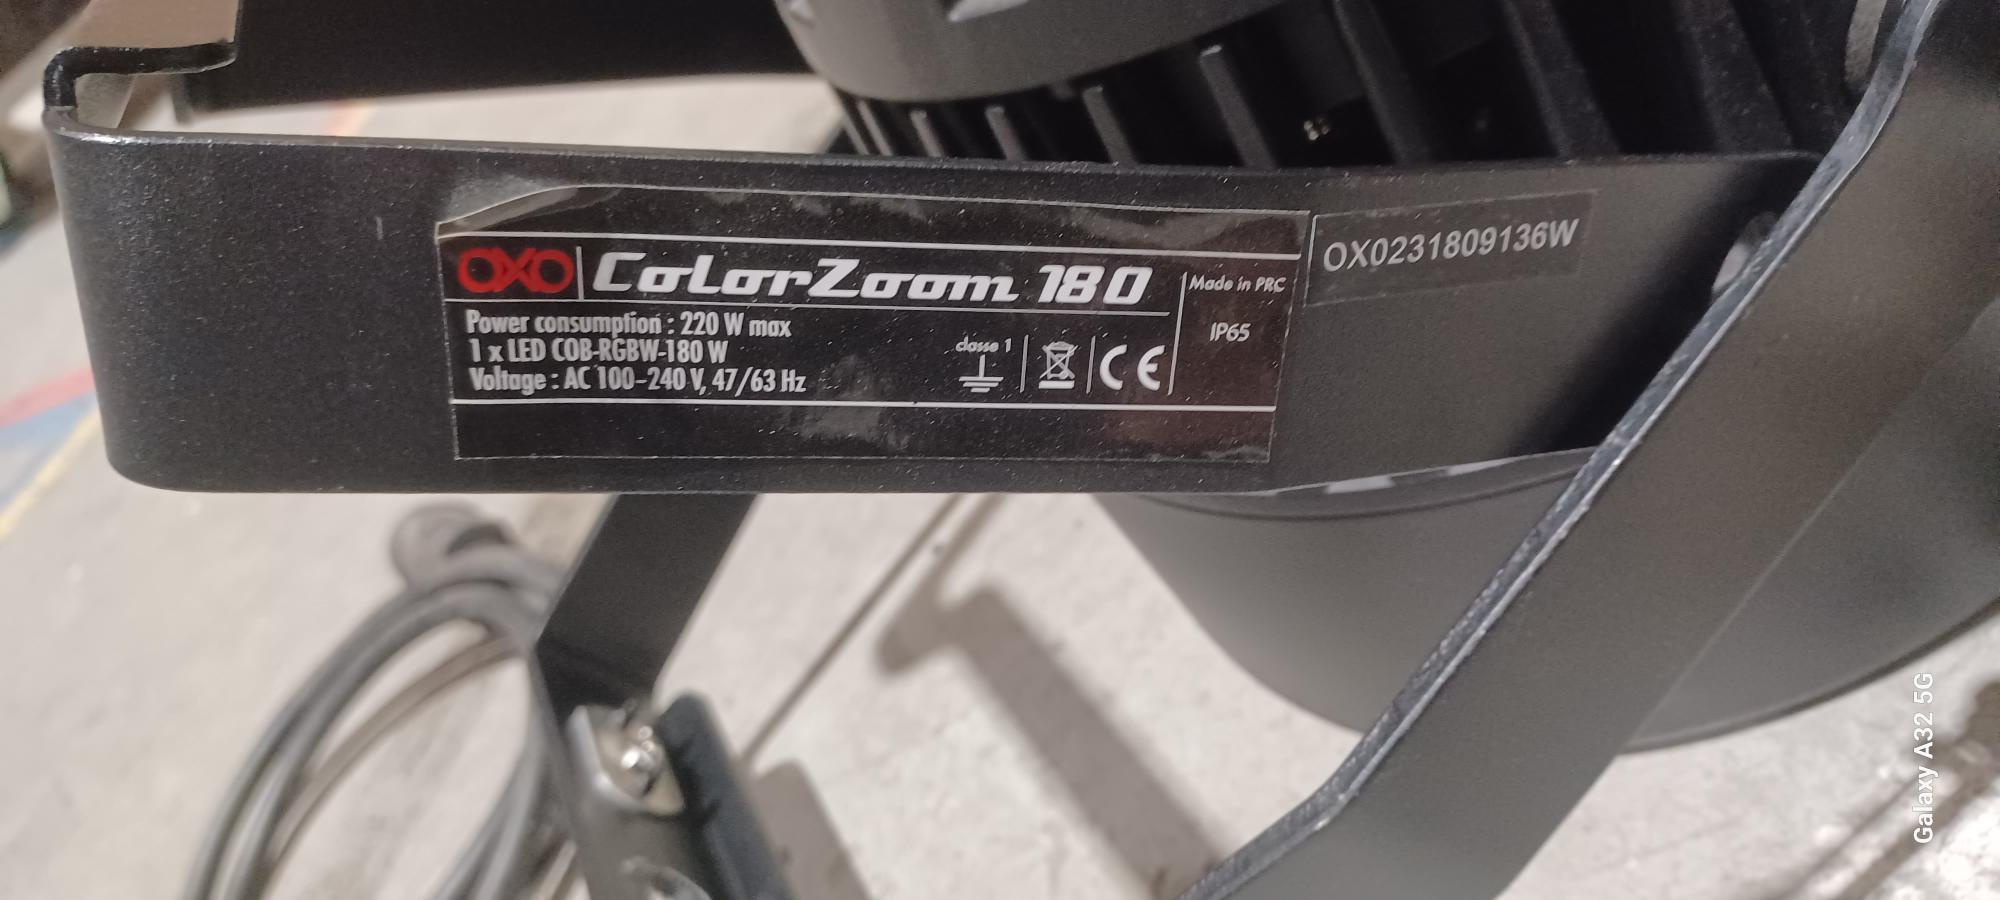 OXO ColorZoom 180
Power consumption : 220 W max
1 x LED COB-RGBW-180 W
Voltage : AC 100-240 V, 47/63 Hz
classe 1
CE
Made in PRC
IP65
OX0231809136W
Galaxy A32 5G